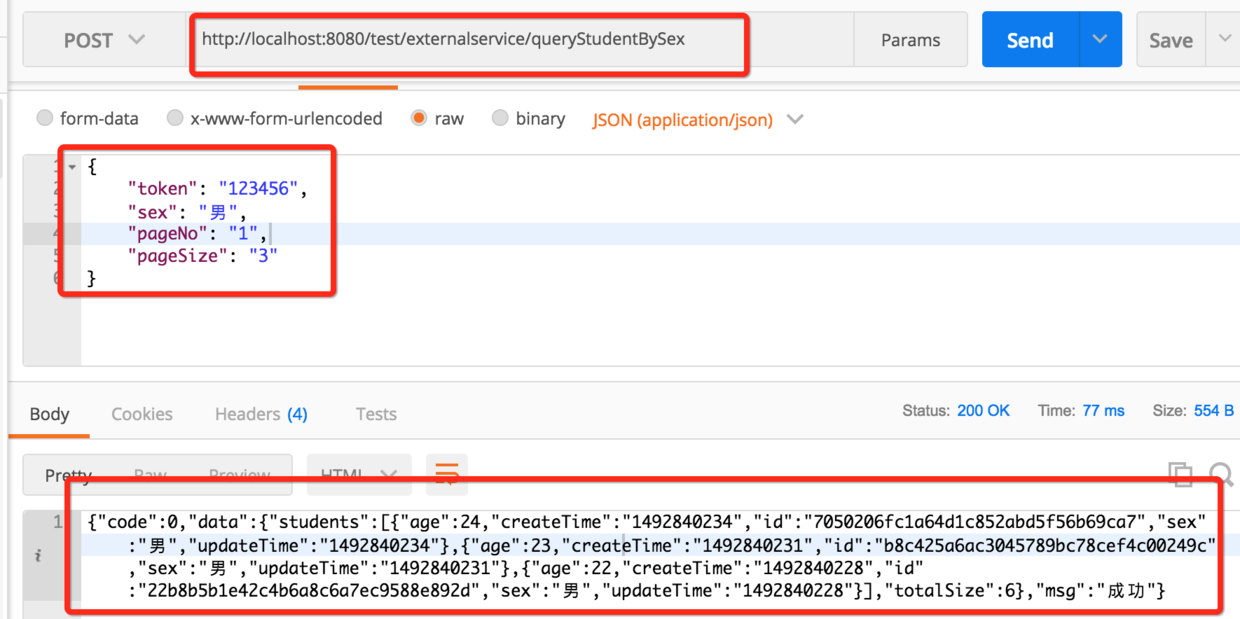 POST
http://localhost:8080/test/externalservice/queryStudentBySex
Params
Send
Save
form-data
x-www-form-urlencoded
raw
binary
JSON (application/json)
1 {
2 "token": "123456",
3 "sex": "男",
4 "pageNo": "1",
5 "pageSize": "3"
6 }
Body
Cookies
Headers (4)
Tests
Status: 200 OK
Time: 77 ms
Size: 554 B
Pretty
Raw
Preview
HTML
1 {"code":0,"data":{"students":[{"age":24,"createTime":"1492840234","id":"7050206fc1a64d1c852abd5f56b69ca7","sex"
i :"男","updateTime":"1492840234"},{"age":23,"createTime":"1492840231","id":"b8c425a6ac3045789bc78cef4c00249c"
,"sex":"男","updateTime":"1492840231"},{"age":22,"createTime":"1492840228","id"
:"22b8b5b1e42c4b6a8c6a7ec9588e892d","sex":"男","updateTime":"1492840228"}],"totalSize":6},"msg":"成功"}